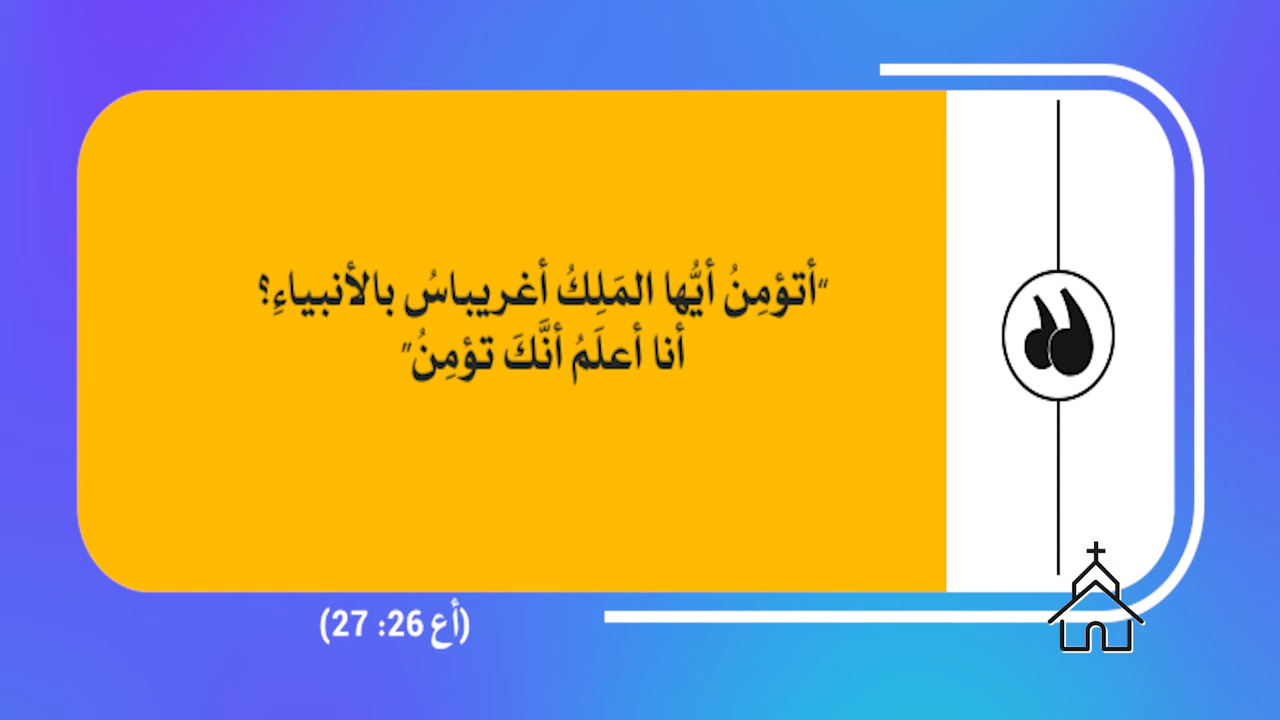 "أتؤمِنُ أيُّها المَلِكُ أغريباسُ بالأنبياءِ؟
أنا أعلَمُ أنَّكَ تؤمِنُ"
(أع 26: 27)